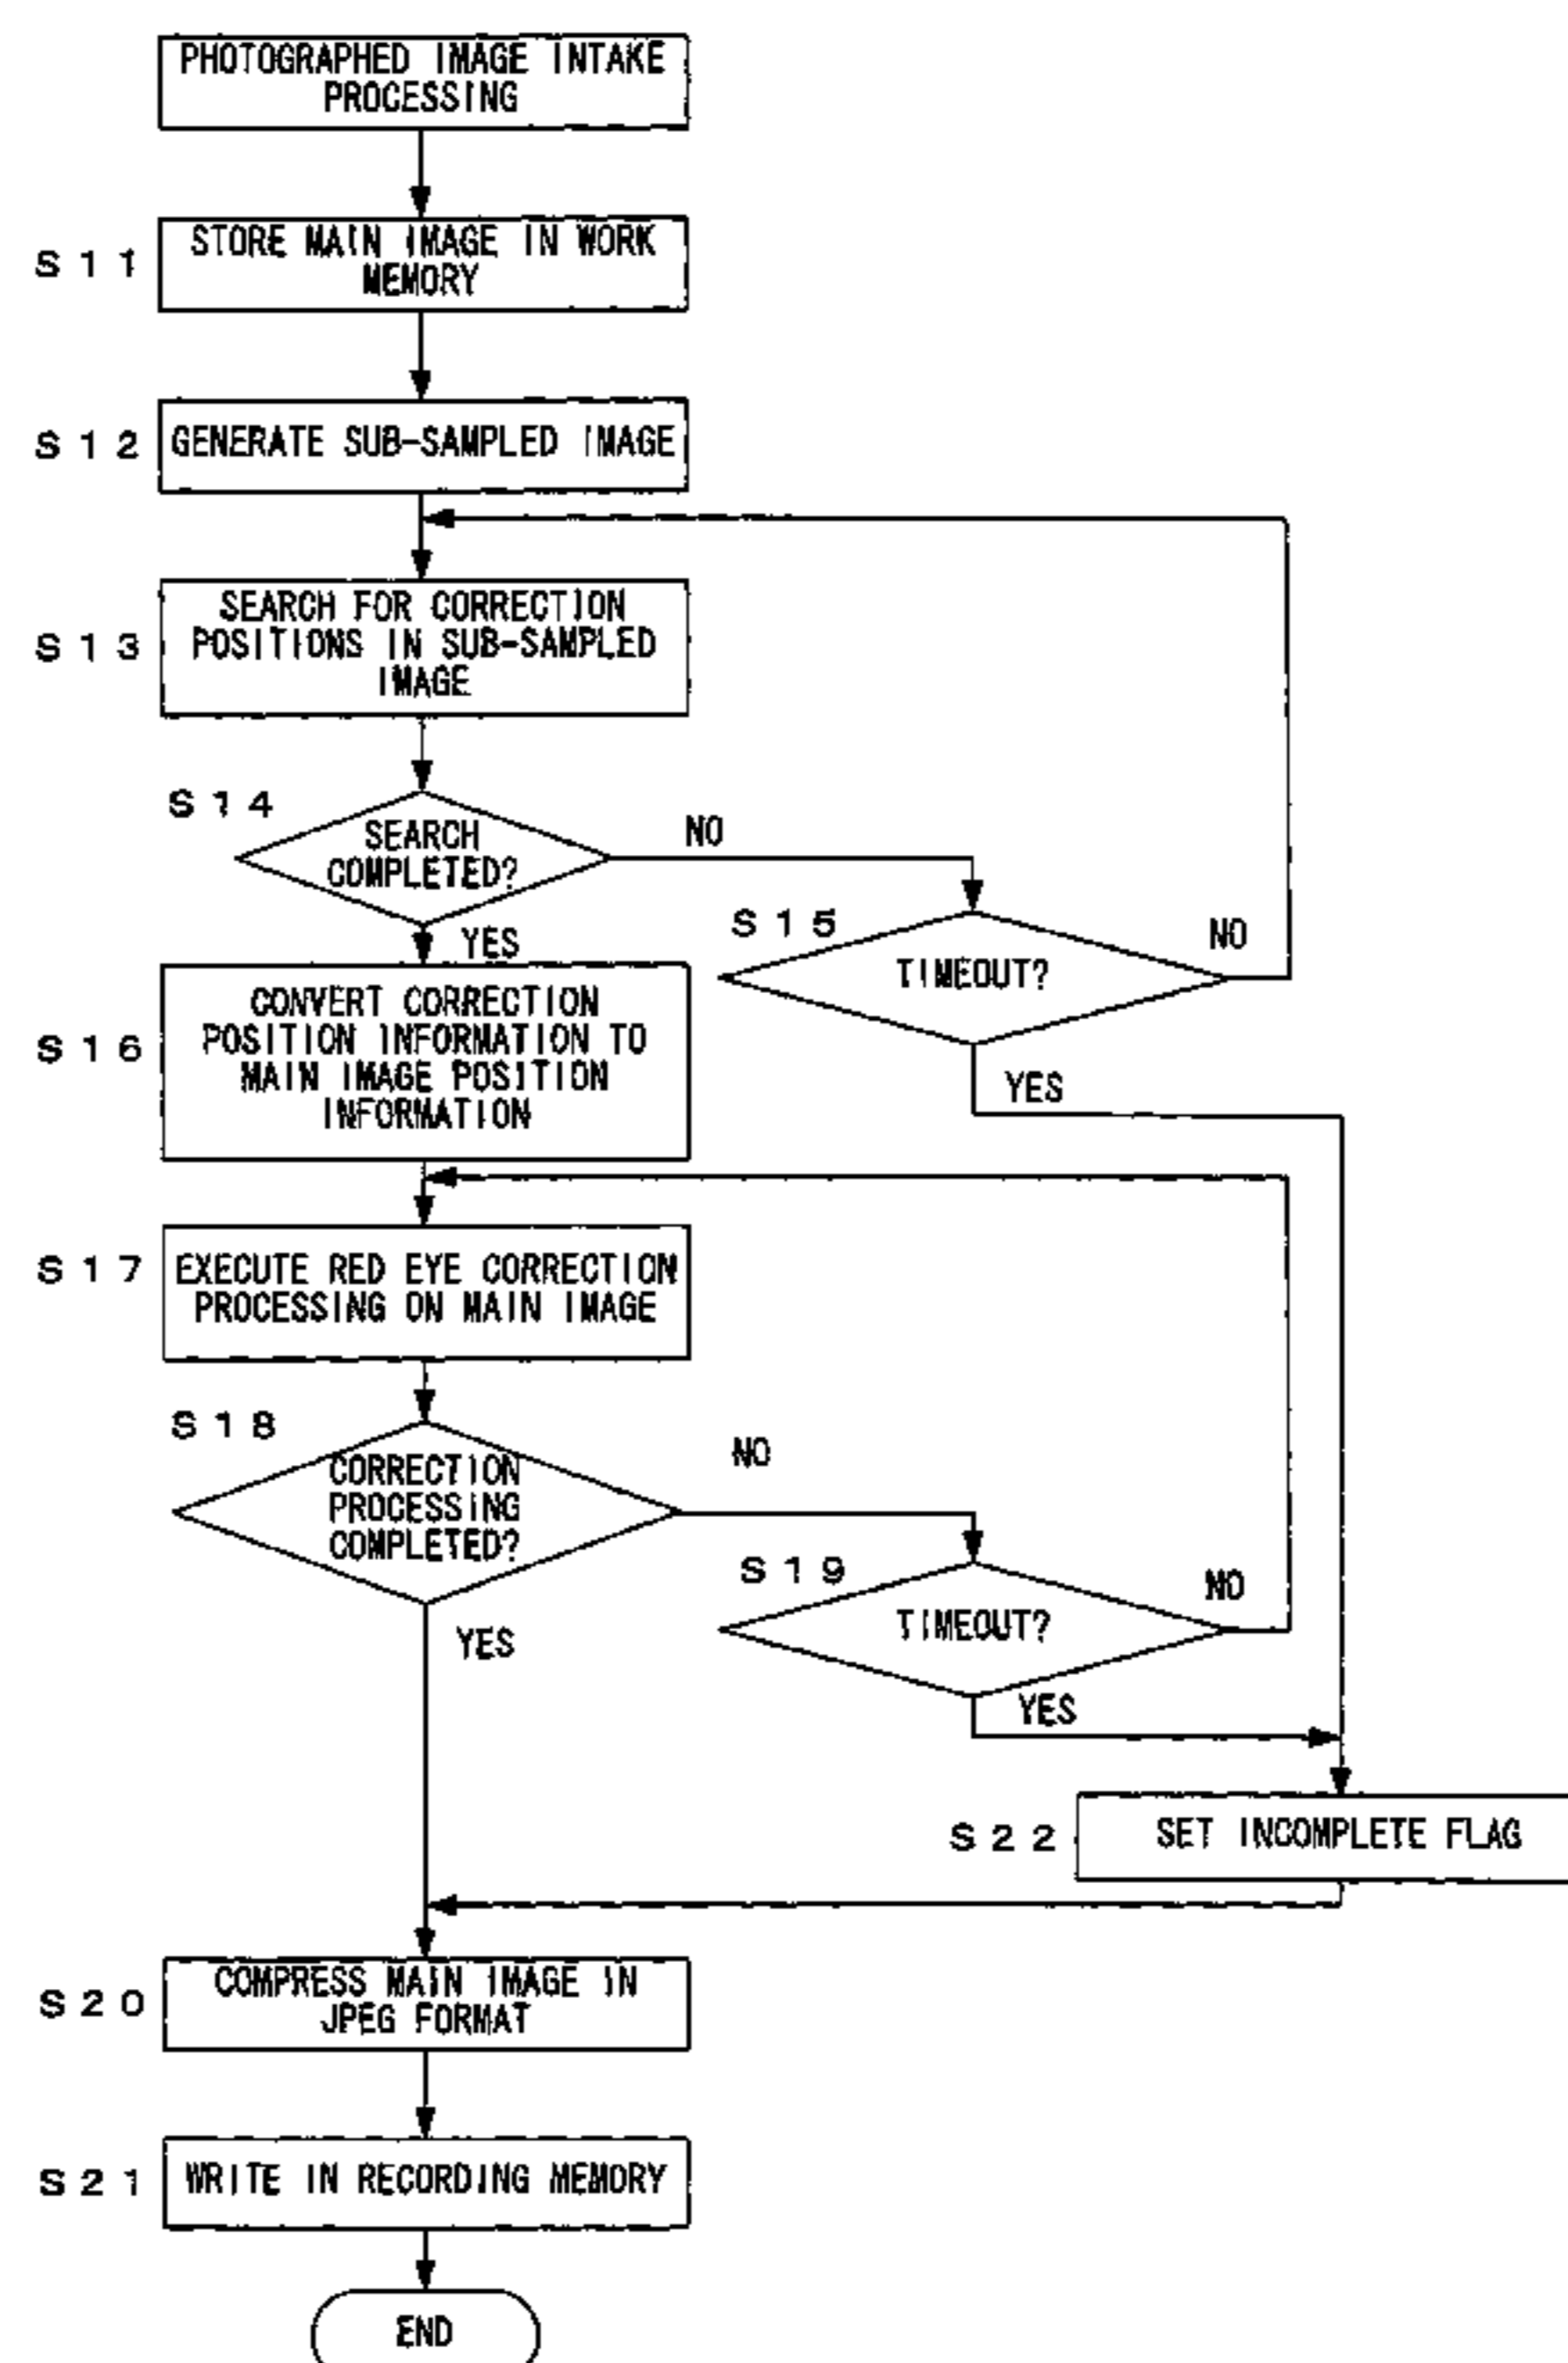 PHOTOGRAPHED IMAGE INTAKE
PROCESSING
S11
STORE MAIN IMAGE IN WORK
MEMORY
S12
GENERATE SUB-SAMPLED IMAGE
S13
SEARCH FOR CORRECTION
POSITIONS IN SUB-SAMPLED
IMAGE
S14
SEARCH
COMPLETED?
NO
YES
S15
TIMEOUT?
NO
YES
S16
CONVERT CORRECTION
POSITION INFORMATION TO
MAIN IMAGE POSITION
INFORMATION
S17
EXECUTE RED EYE CORRECTION
PROCESSING ON MAIN IMAGE
S18
CORRECTION
PROCESSING
COMPLETED?
NO
YES
S19
TIMEOUT?
NO
YES
S22
SET INCOMPLETE FLAG
S20
COMPRESS MAIN IMAGE IN
JPEG FORMAT
S21
WRITE IN RECORDING MEMORY
END